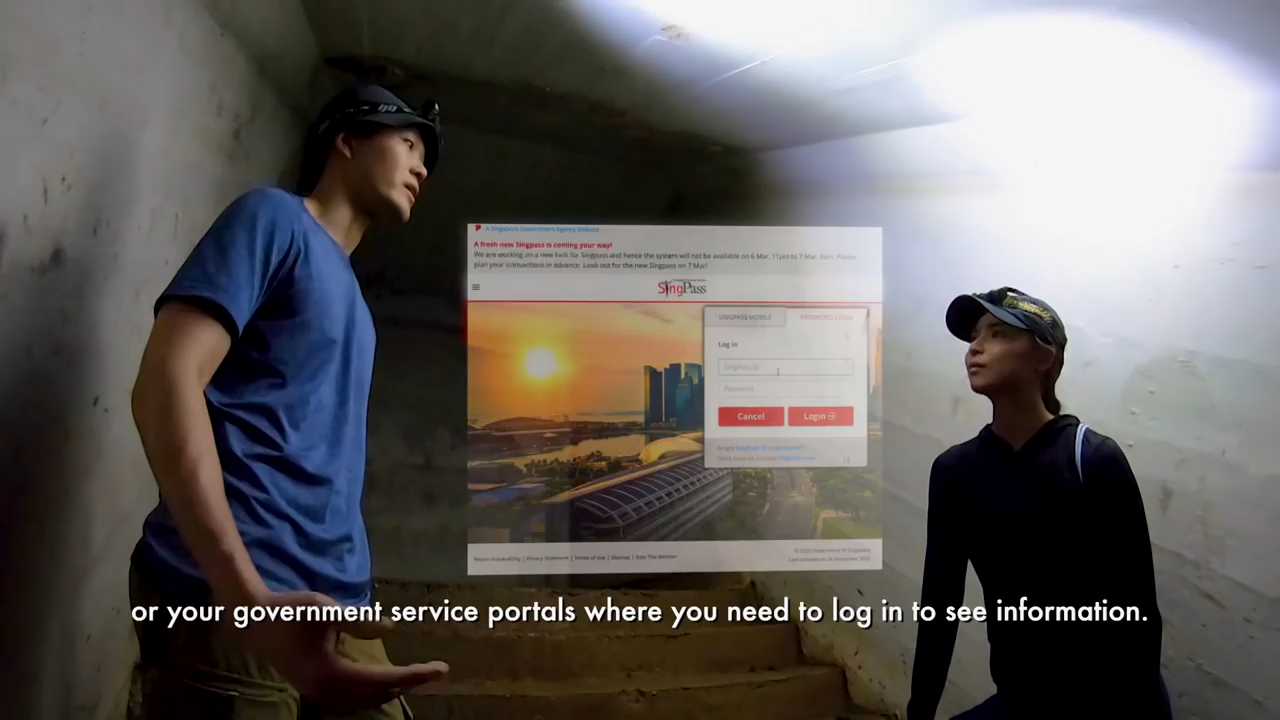 A Singapore Government Agency Website
A fresh new Singpass is coming your way!
We are working on a new look for Singpass and hence the system will not be available on 6 Mar, 11pm to 7 Mar, 8am. Please
plan your transactions in advance. Look out for the new Singpass on 7 Mar!
SingPass
SINGPASS MOBILE
PASSWORD LOGIN
Log in
SingPass ID
Password
Cancel
Login
Report Vulnerability | Privacy Statement | Terms of Use | Sitemap | Rate This Website
© 2020 Government of Singapore
or your government service portals where you need to log in to see information.